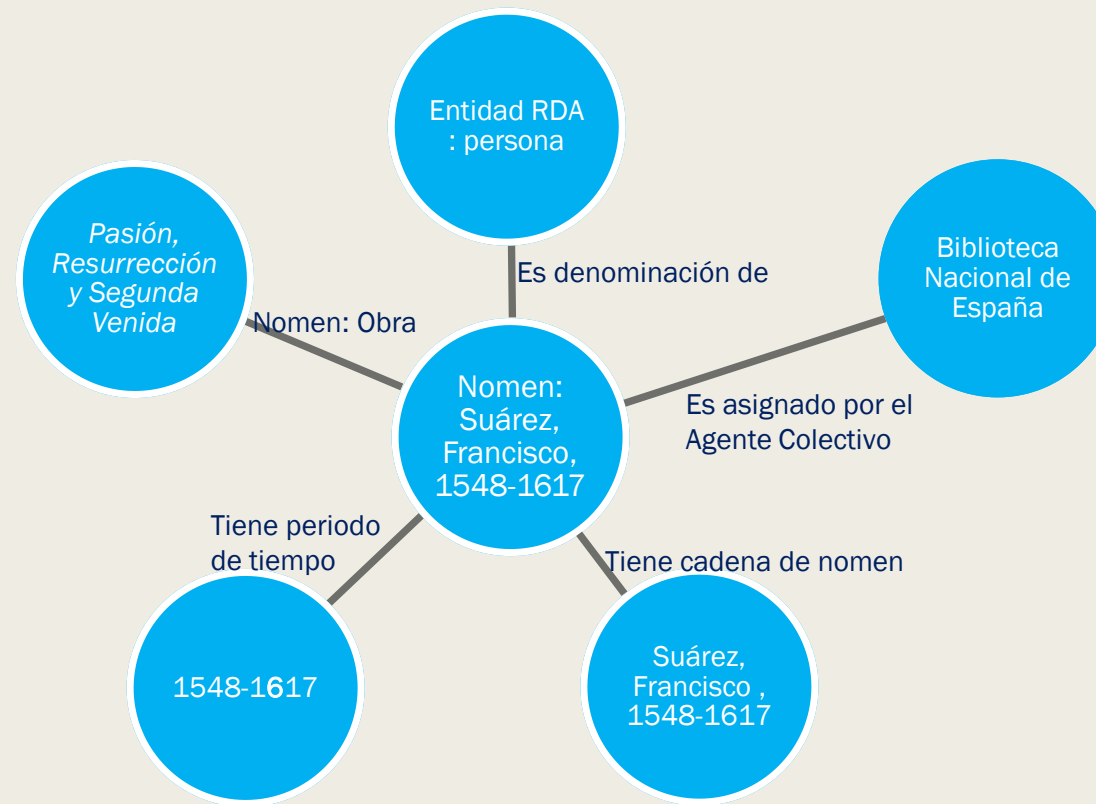 Entidad RDA
: persona
Pasión,
Resurrección
y Segunda
Venida
Biblioteca
Nacional de
España
Es denominación de
Nomen: Obra
Nomen:
Suárez,
Francisco,
1548-1617
Es asignado por el
Agente Colectivo
Tiene periodo
de tiempo
Tiene cadena de nomen
1548-1617
Suárez,
Francisco ,
1548-1617